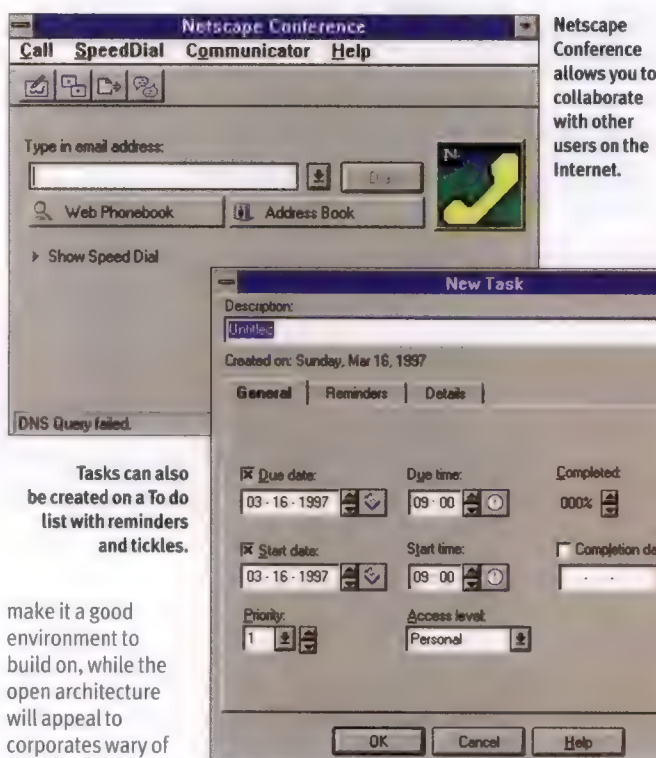 Netscape Conference
Call SpeedDial Communicator Help
Type in email address:
Web Phonebook Address Book
Show Speed Dial
DNS Query failed.
Netscape
Conference
allows you to
collaborate
with other
users on the
Internet.
New Task
Description:
Untitled
Created on: Sunday, Mar 16, 1997
General Reminders Details
Due date: Due time: Completed:
03 - 16 - 1997 09 : 00 000%
Start date: Start time: Completion da
03 - 16 - 1997 09 : 00 . .
Priority: Access level:
1 Personal
OK Cancel Help
Tasks can also
be created on a To do
list with reminders
and tickles.
make it a good
environment to
build on, while the
open architecture
will appeal to
corporates wary of